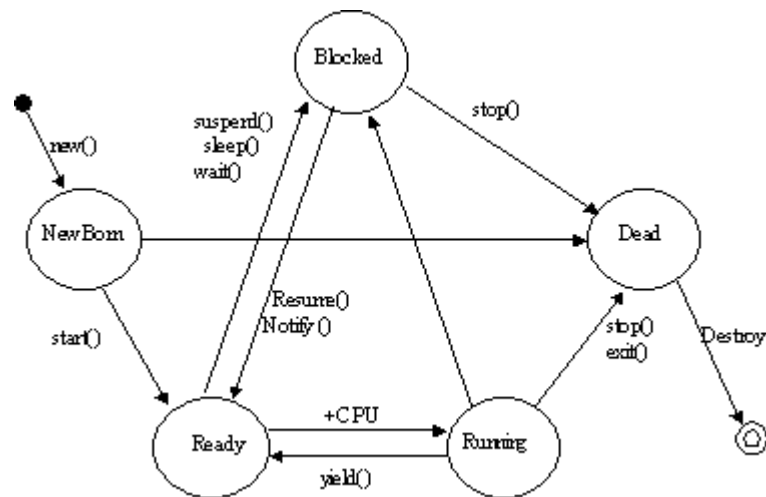 Blocked
suspend()
sleep()
wait()
stop()
new()
NewBorn
Dead
Resume()
Notify()
start()
stop()
exit()
Destroy
+CPU
Ready
Running
yield()